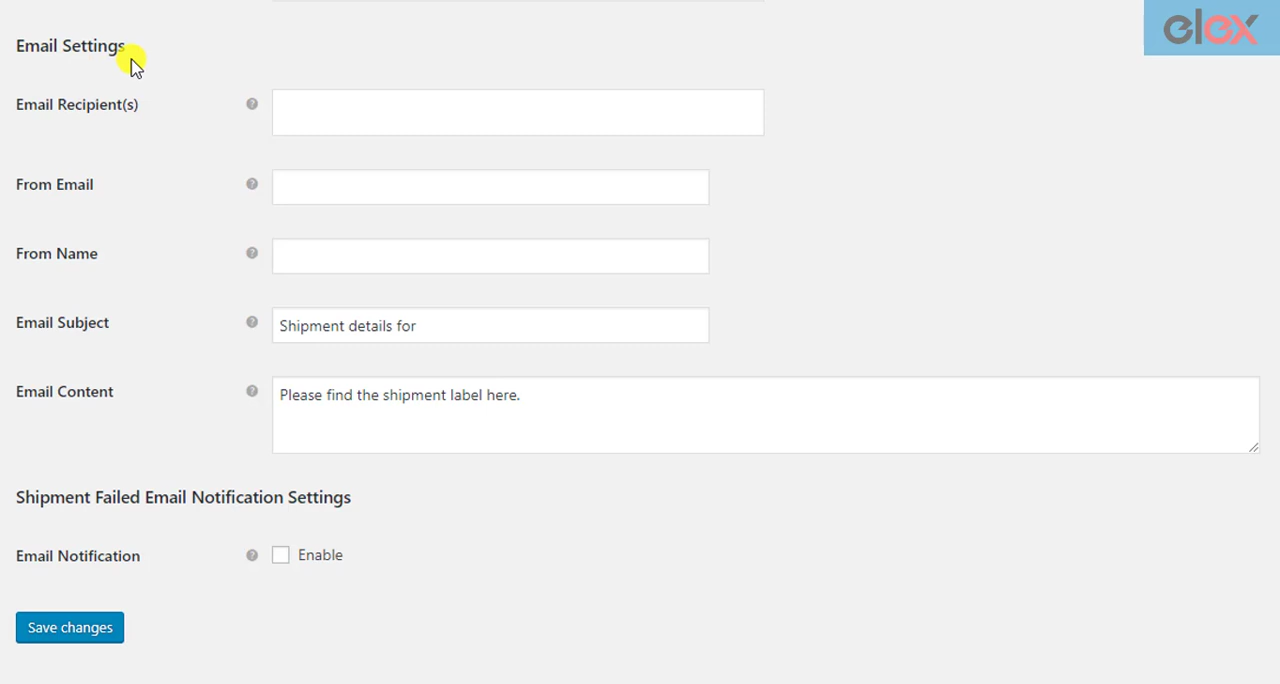 elex
Email Settings
Email Recipient(s)
From Email
From Name
Email Subject
Shipment details for
Email Content
Please find the shipment label here.
Shipment Failed Email Notification Settings
Email Notification
Enable
Save changes